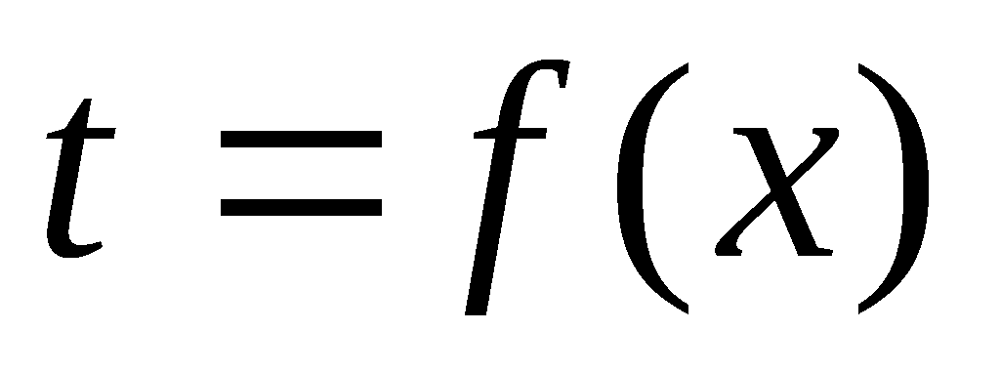 t = f (x)